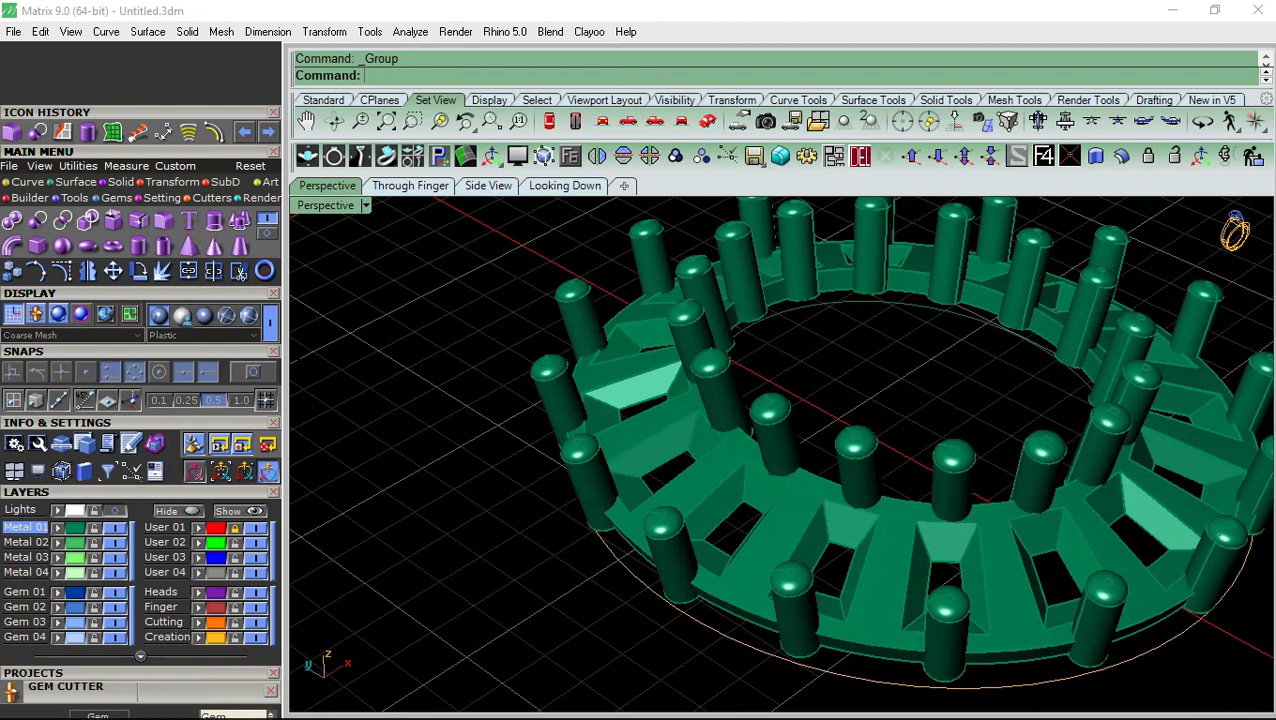 Matrix 9.0 (64-bit) - Untitled.3dm
File Edit View Curve Surface Solid Mesh Dimension Transform Tools Analyze Render Rhino 5.0 Blend Clayoo Help
Command: _Group
Command:
Standard CPlanes Set View Display Select Viewport Layout Visibility Transform Curve Tools Surface Tools Solid Tools Mesh Tools Render Tools Drafting New in V5
Perspective Through Finger Side View Looking Down
Perspective
ICON HISTORY
MAIN MENU
File View Utilities Measure Custom Reset
Curve Surface Solid Transform SubD Art
Builder Tools Gems Setting Cutters Render
DISPLAY
Coarse Mesh Plastic
SNAPS
0.1 0.25 0.5 1.0
INFO & SETTINGS
LAYERS
Lights Hide Show
Metal 01 User 01
Metal 02 User 02
Metal 03 User 03
Metal 04 User 04
Gem 01 Heads
Gem 02 Finger
Gem 03 Cutting
Gem 04 Creation
PROJECTS
GEM CUTTER
Gem Gem
z
y x